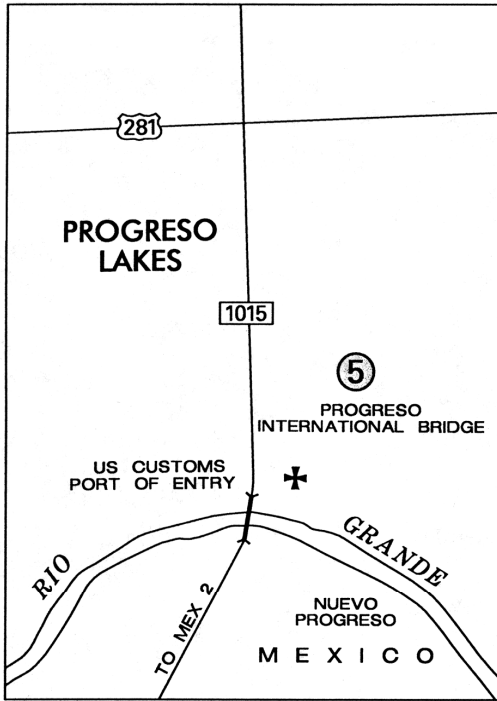 281
PROGRESO
LAKES
1015
5
PROGRESO
INTERNATIONAL BRIDGE
US CUSTOMS
PORT OF ENTRY
RIO
GRANDE
TO MEX 2
NUEVO
PROGRESO
MEXICO